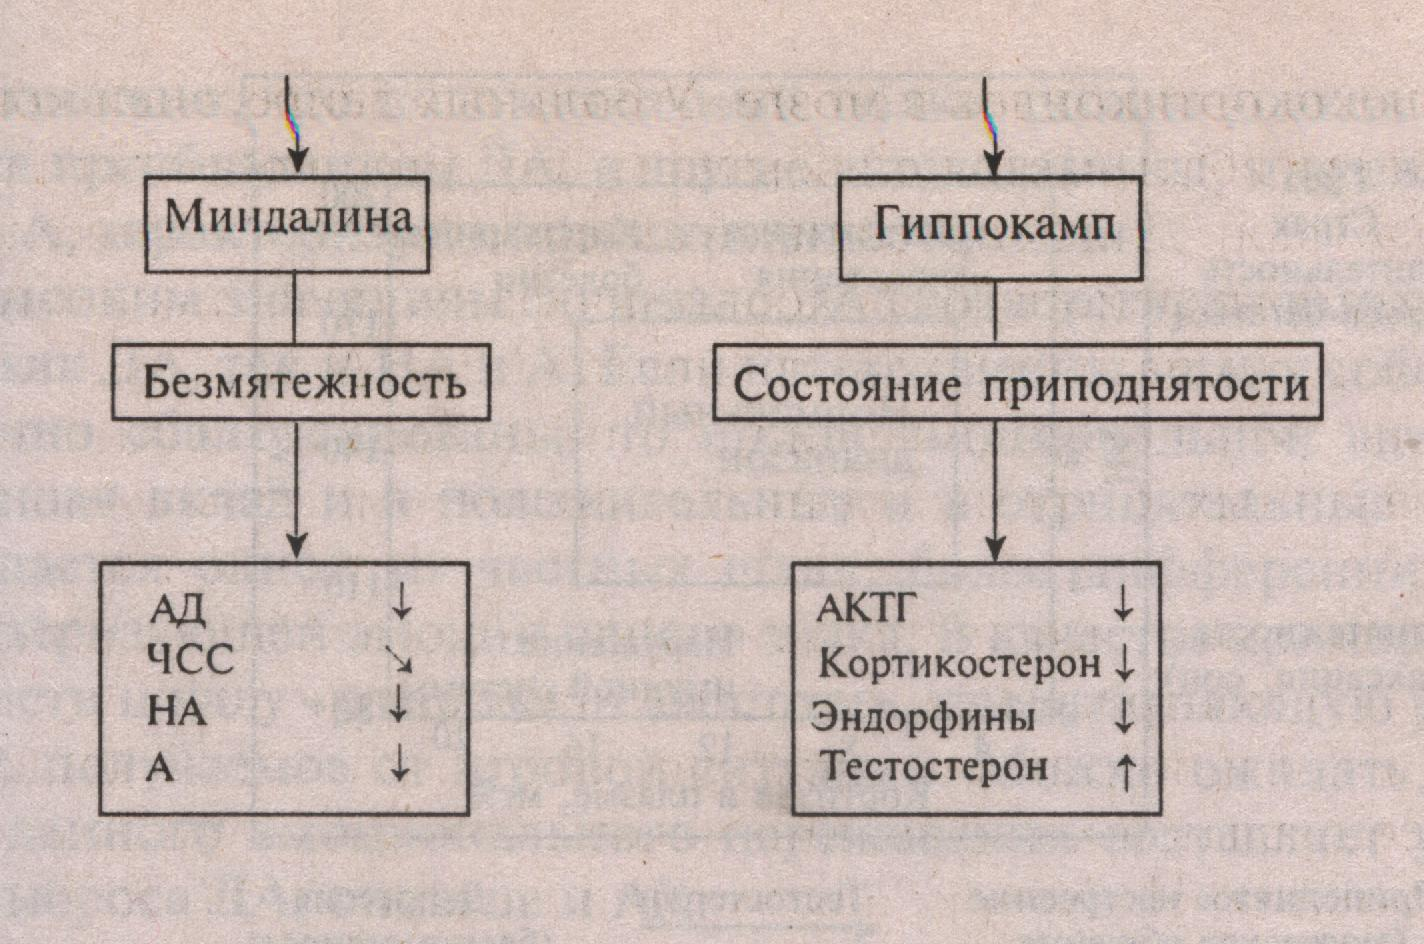 Миндалина
Безмятежность
АД ↓
ЧСС ↘
НА ↓
А ↓
Гиппокамп
Состояние приподнятости
АКТГ ↓
Кортикостерон ↓
Эндорфины ↓
Тестостерон ↑